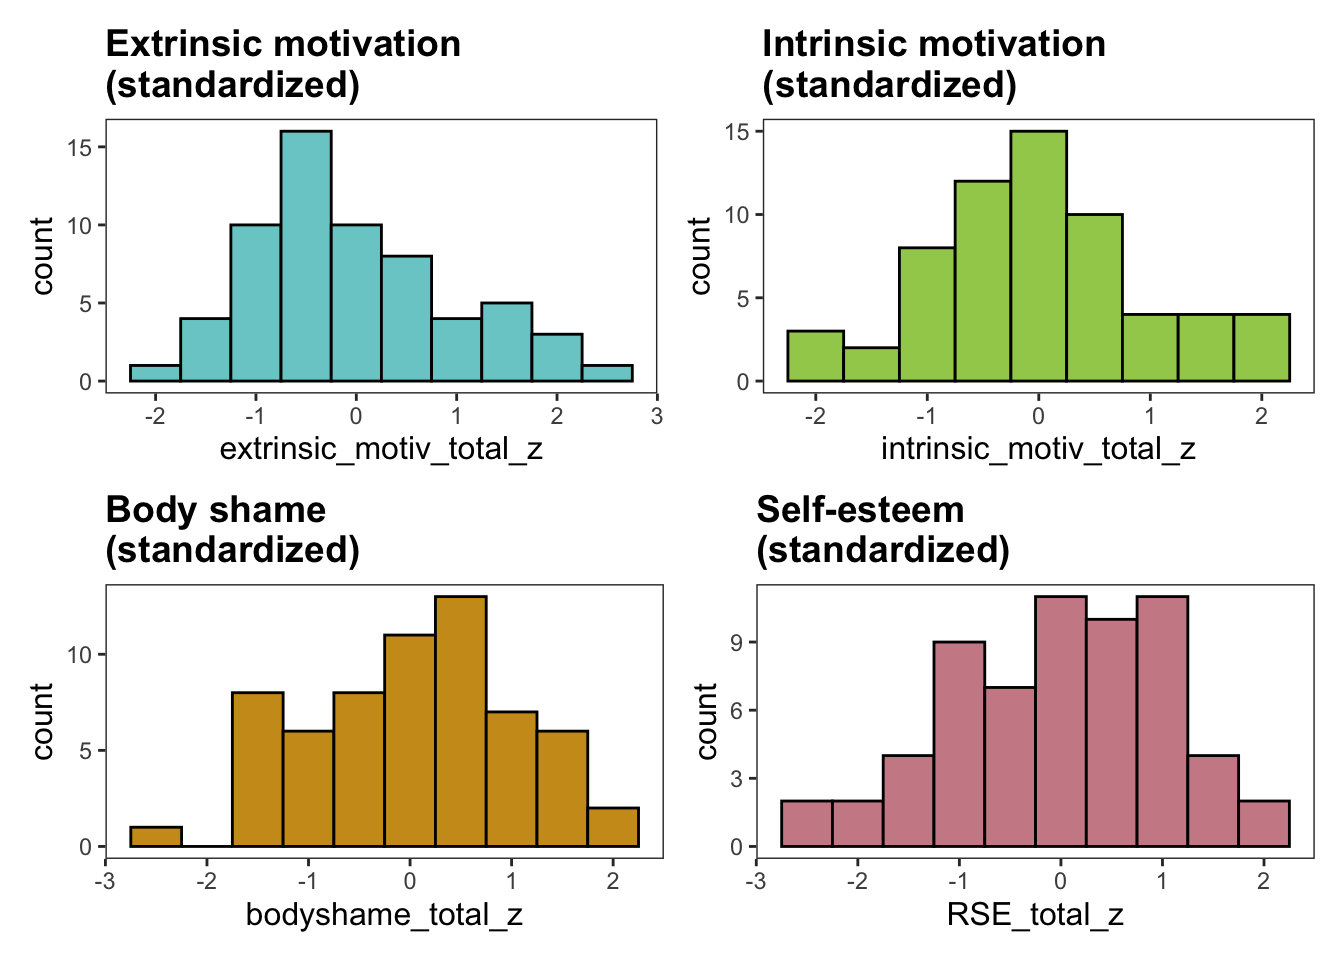 Extrinsic motivation
(standardized)
15
10
5
0
count
-2
-1
0
1
2
3
extrinsic_motiv_total_z
Intrinsic motivation
(standardized)
15
10
5
0
count
-2
-1
0
1
2
intrinsic_motiv_total_z
Body shame
(standardized)
10
5
0
count
-3
-2
-1
0
1
2
bodyshame_total_z
Self-esteem
(standardized)
9
6
3
0
count
-3
-2
-1
0
1
2
RSE_total_z